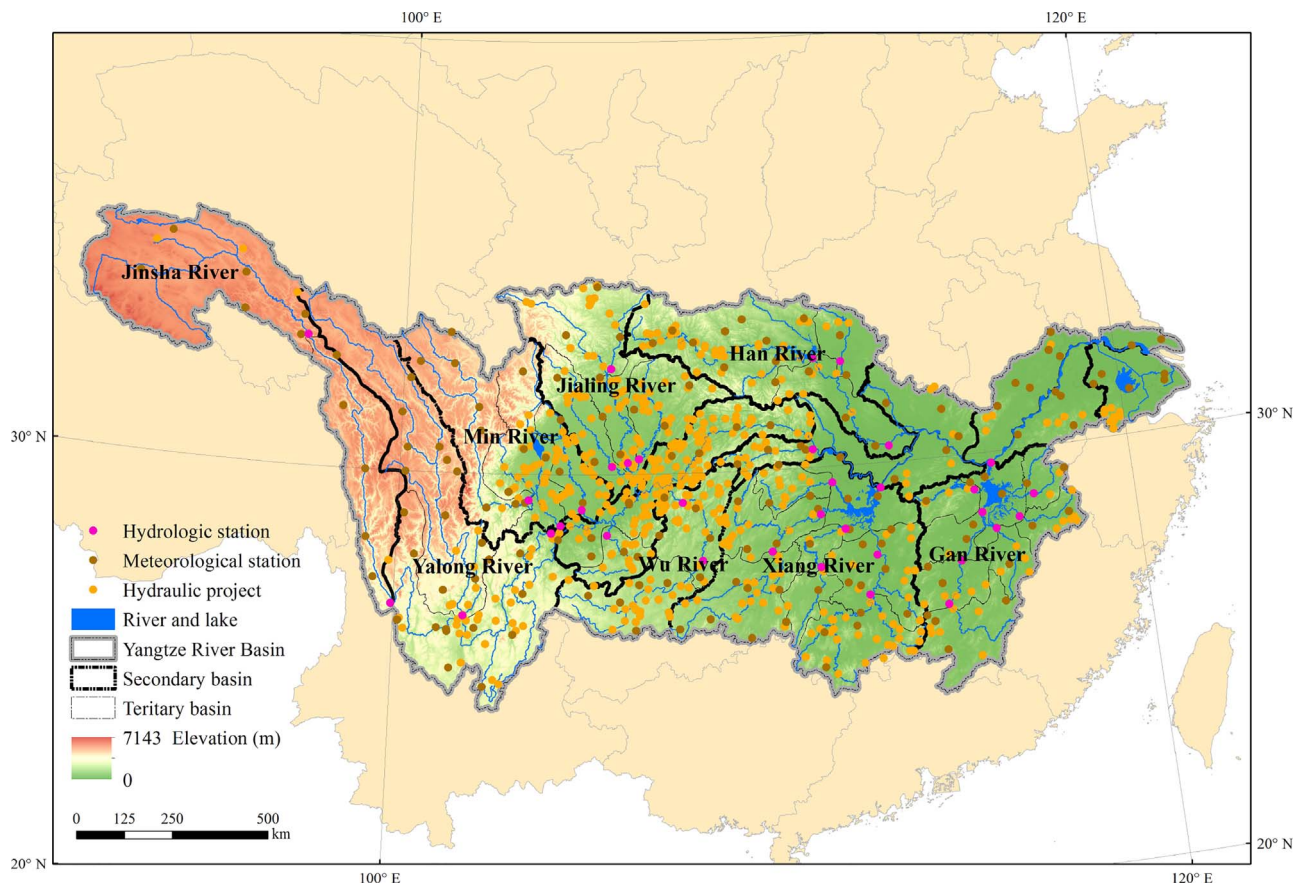 100° E
120° E
Jinsha River
Han River
Jialing River
30° N
Min River
30° N
Hydrologic station
Meteorological station
Hydraulic project
River and lake
Yangtze River Basin
Secondary basin
Teritary basin
7143 Elevation (m)
0
Yalong River
Wu River
Xiang River
Gan River
0 125 250 500
km
20° N
20° N
100° E
120° E